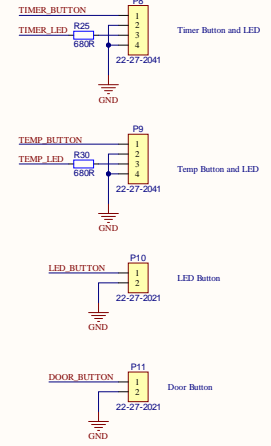 P8
TIMER_BUTTON 1
R25 2 Timer Button and LED
TIMER_LED 3
680R 4
22-27-2041
GND
P9
TEMP_BUTTON 1
R30 2
TEMP_LED 3 Temp Button and LED
680R 4
22-27-2041
GND
P10
LED_BUTTON 1 LED Button
2
22-27-2021
GND
P11
DOOR_BUTTON 1 Door Button
2
22-27-2021
GND